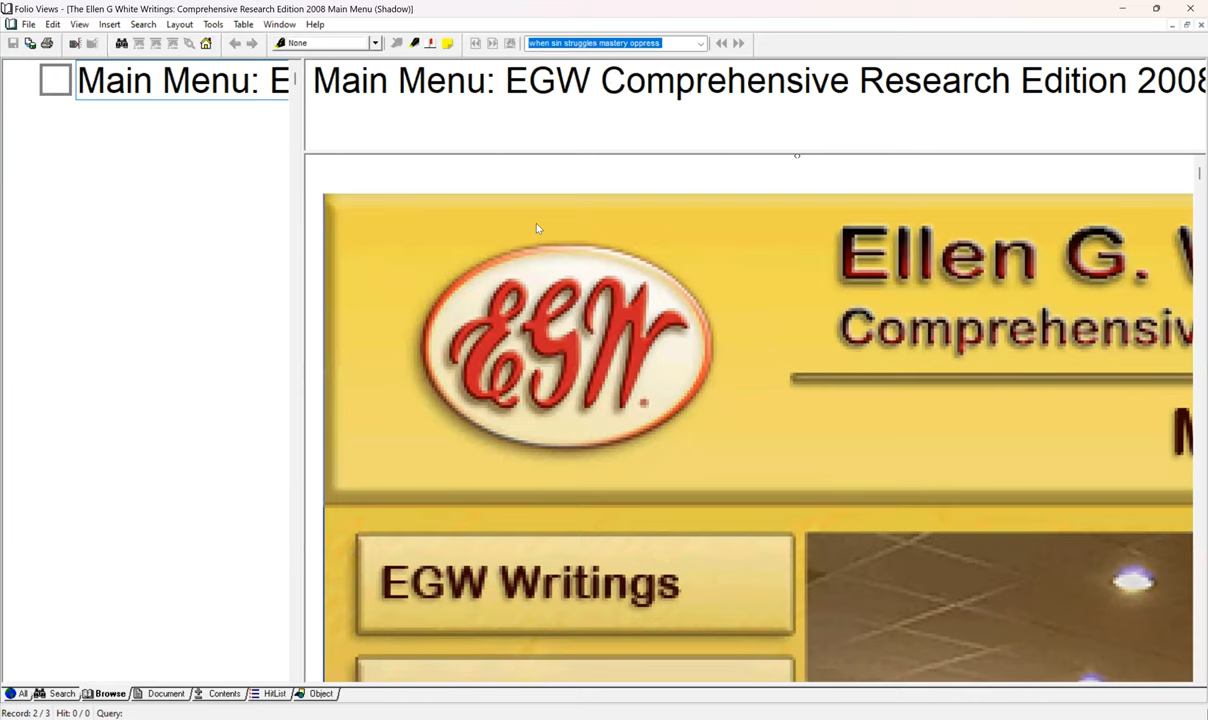 Folio Views - [The Ellen G White Writings: Comprehensive Research Edition 2008 Main Menu (Shadow)]
File Edit View Insert Search Layout Tools Table Window Help
None when sin struggles mastery oppress
Main Menu: E
Main Menu: EGW Comprehensive Research Edition 2008
EGW.
Ellen G. W
Comprehensiv
M
EGW Writings
All Search Browse Document Contents HitList Object
Record: 2 / 3 Hit: 0 / 0 Query: